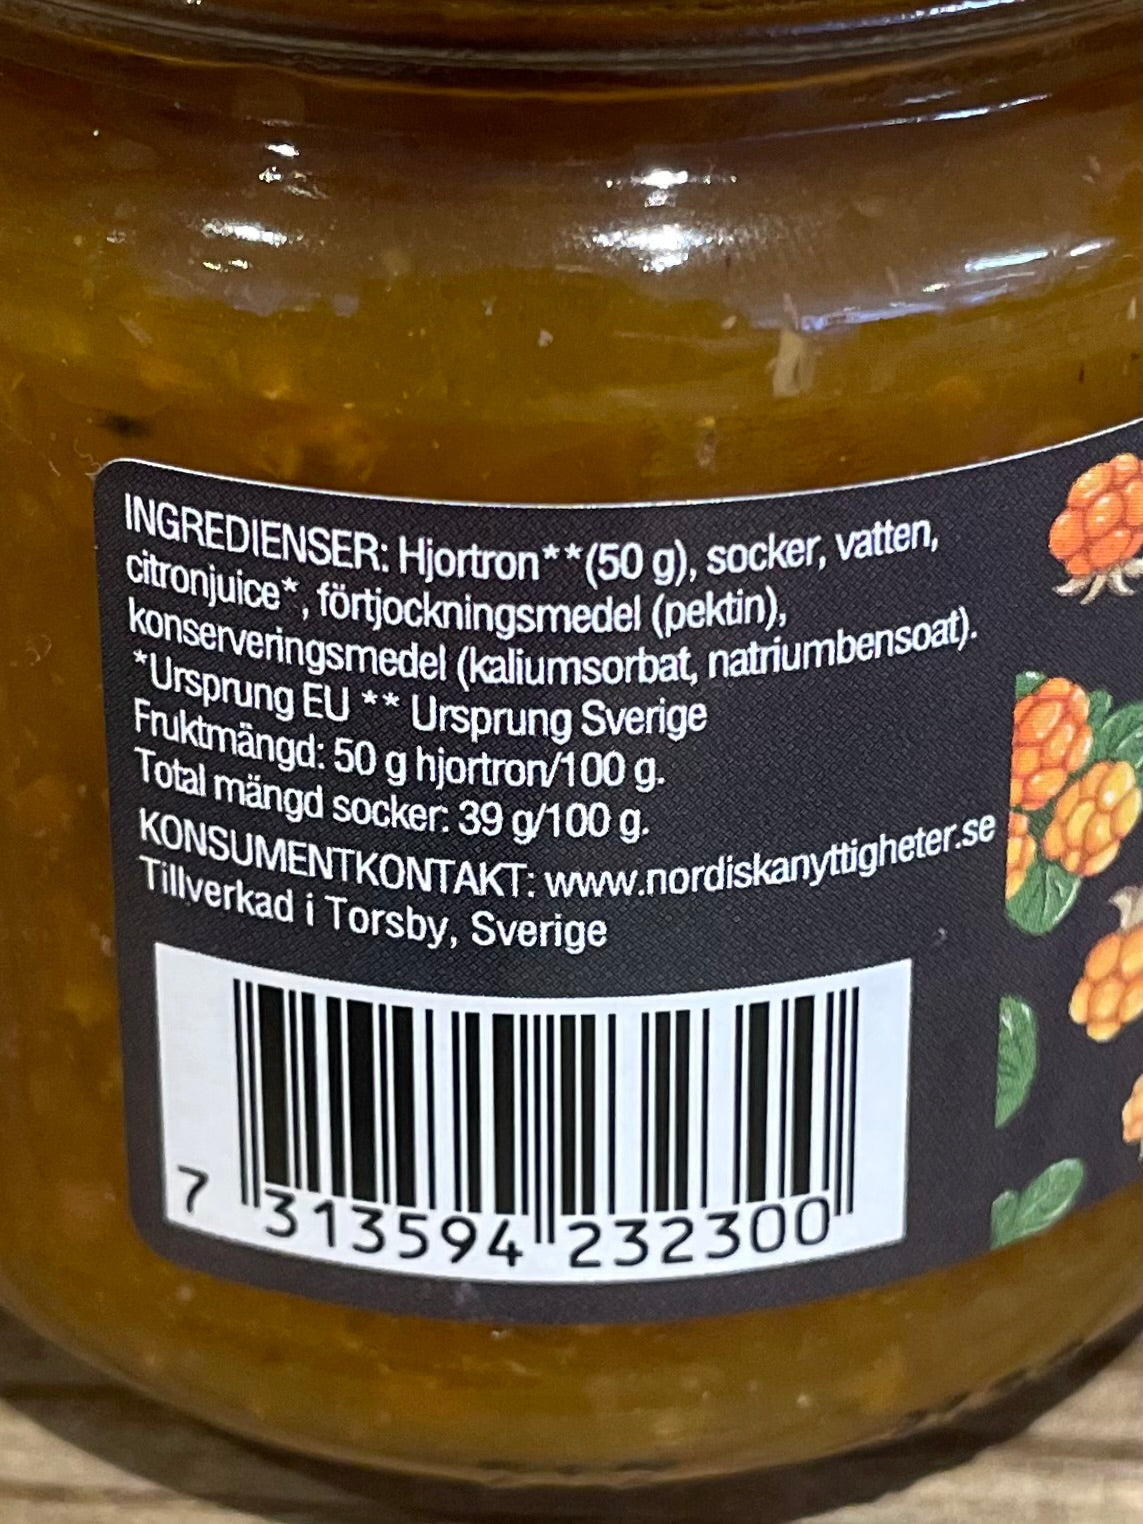 INGREDIENSER: Hjortron**(50 g), socker, vatten,
citronjuice*, förtjockningsmedel (pektin),
konserveringsmedel (kaliumsorbat, natriumbensoat).
*Ursprung EU ** Ursprung Sverige
Fruktmängd: 50 g hjortron/100 g.
Total mängd socker: 39 g/100 g.
KONSUMENTKONTAKT: www.nordiskanyttigheter.se
Tillverkad i Torsby, Sverige
7 313594 232300